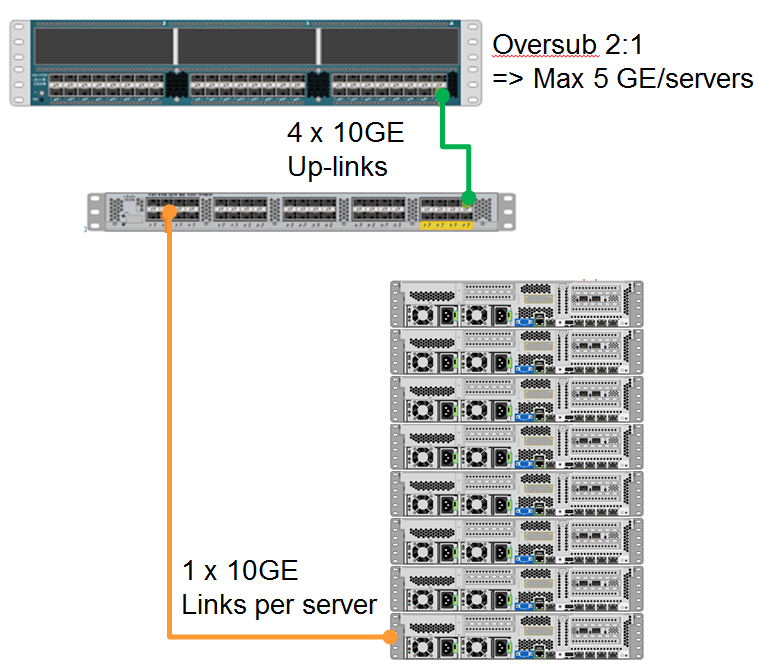 Oversub 2:1
=> Max 5 GE/servers
4 x 10GE
Up-links
1 x 10GE
Links per server